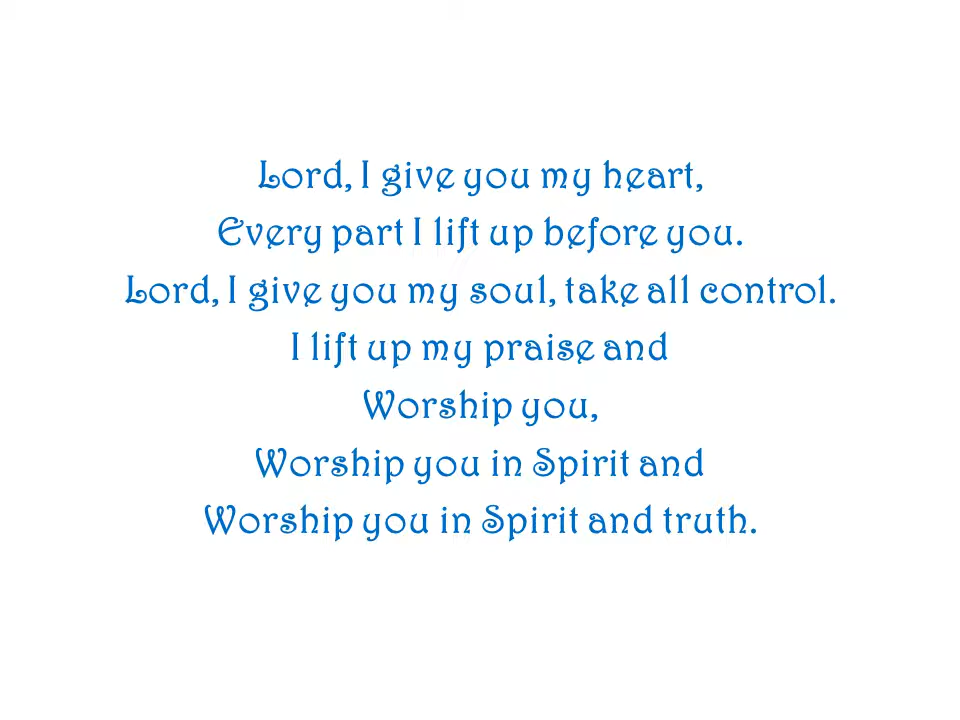 Lord, I give you my heart,
Every part I lift up before you.
Lord, I give you my soul, take all control.
I lift up my praise and
Worship you,
Worship you in Spirit and
Worship you in Spirit and truth.